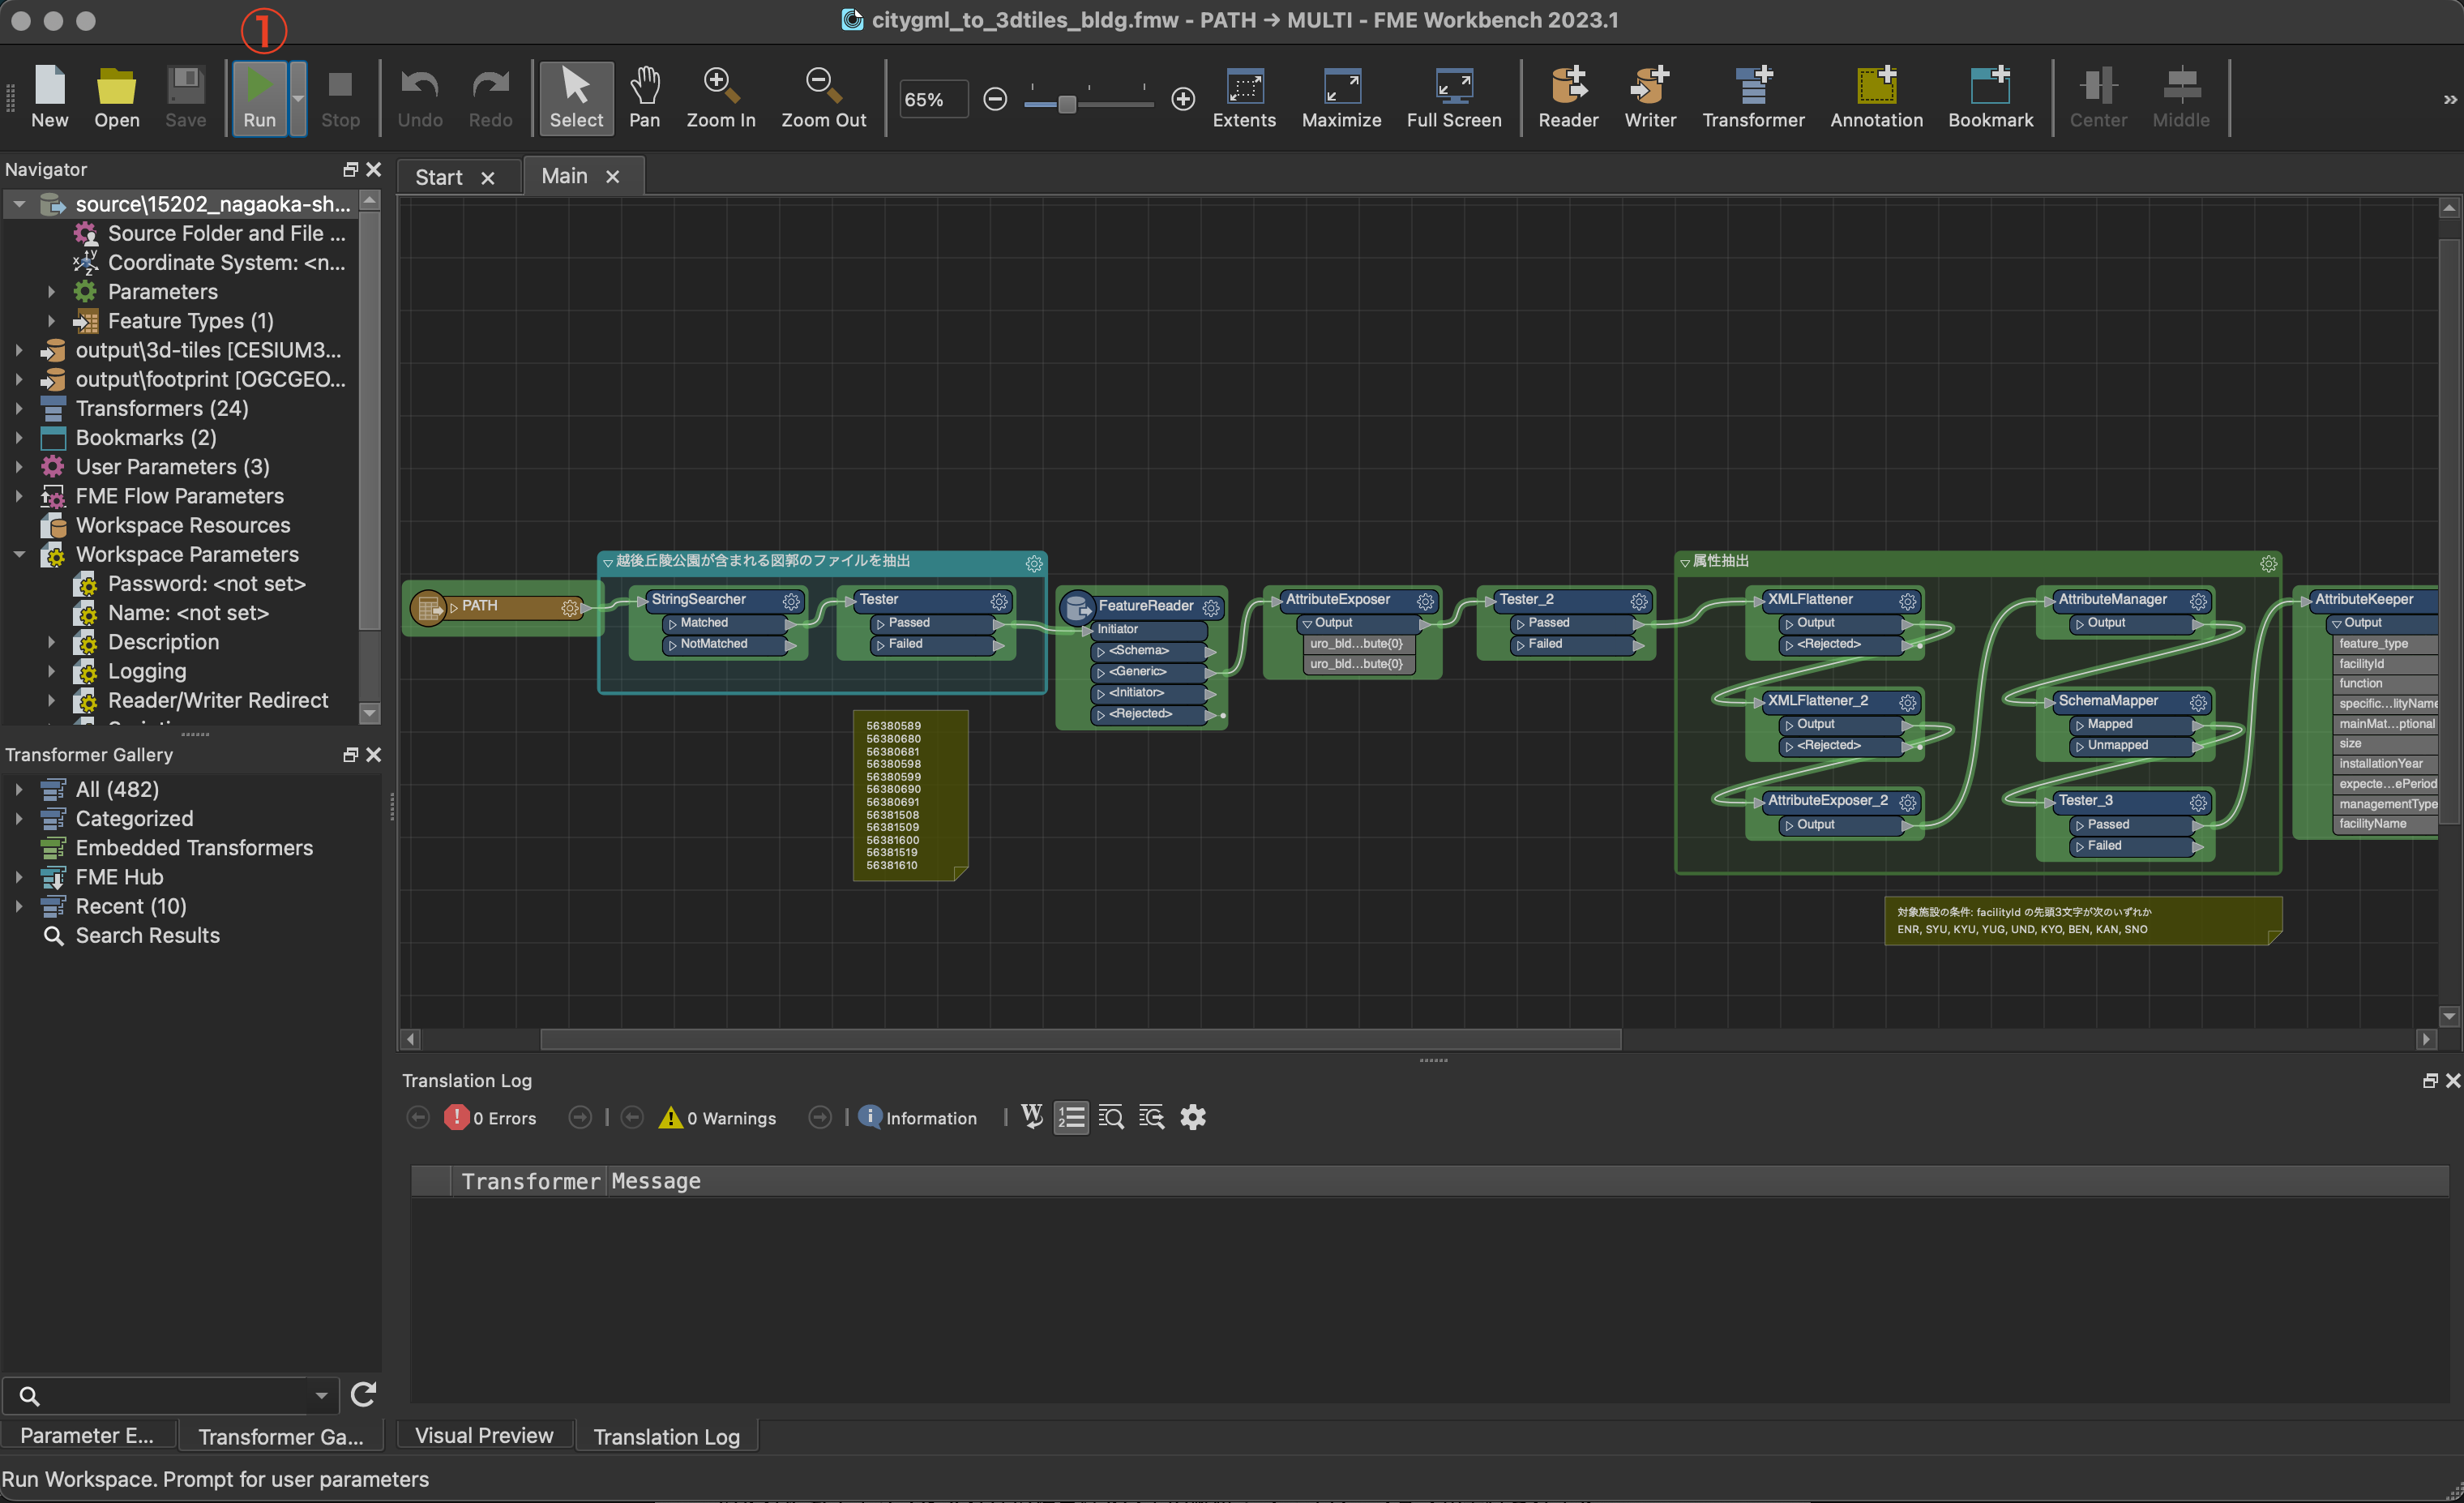 citygml_to_3dtiles_bldg.fmw - PATH → MULTI - FME Workbench 2023.1
①
New
Open
Save
Run
Stop
Undo
Redo
Select
Pan
Zoom In
Zoom Out
65%
Extents
Maximize
Full Screen
Reader
Writer
Transformer
Annotation
Bookmark
Center
Middle
»
Navigator
source\15202_nagaoka-sh...
Source Folder and File ...
Coordinate System: <n...
Parameters
Feature Types (1)
output\3d-tiles [CESIUM3...
output\footprint [OGCGEO...
Transformers (24)
Bookmarks (2)
User Parameters (3)
FME Flow Parameters
Workspace Resources
Workspace Parameters
Password: <not set>
Name: <not set>
Description
Logging
Reader/Writer Redirect
Transformer Gallery
All (482)
Categorized
Embedded Transformers
FME Hub
Recent (10)
Search Results
Parameter E...
Transformer Ga...
Start
Main
PATH
越後丘陵公園が含まれる図郭のファイルを抽出
StringSearcher
Matched
NotMatched
Tester
Passed
Failed
56380589
56380680
56380681
56380598
56380599
56380690
56380691
56381508
56381509
56381600
56381519
56381610
FeatureReader
Initiator
<Schema>
<Generic>
<Initiator>
<Rejected>
AttributeExposer
Output
uro_bld...bute{0}
uro_bld...bute{0}
Tester_2
Passed
Failed
属性抽出
XMLFlattener
Output
<Rejected>
XMLFlattener_2
Output
<Rejected>
AttributeExposer_2
Output
AttributeManager
Output
SchemaMapper
Mapped
Unmapped
Tester_3
Passed
Failed
対象施設の条件: facilityId の先頭3文字が次のいずれか
ENR, SYU, KYU, YUG, UND, KYO, BEN, KAN, SNO
AttributeKeeper
Output
feature_type
facilityId
function
specific...lityName
mainMat...ptional
size
installationYear
expecte...ePeriod
managementType
facilityName
Translation Log
0 Errors
0 Warnings
Information
Transformer
Message
Visual Preview
Translation Log
Run Workspace. Prompt for user parameters